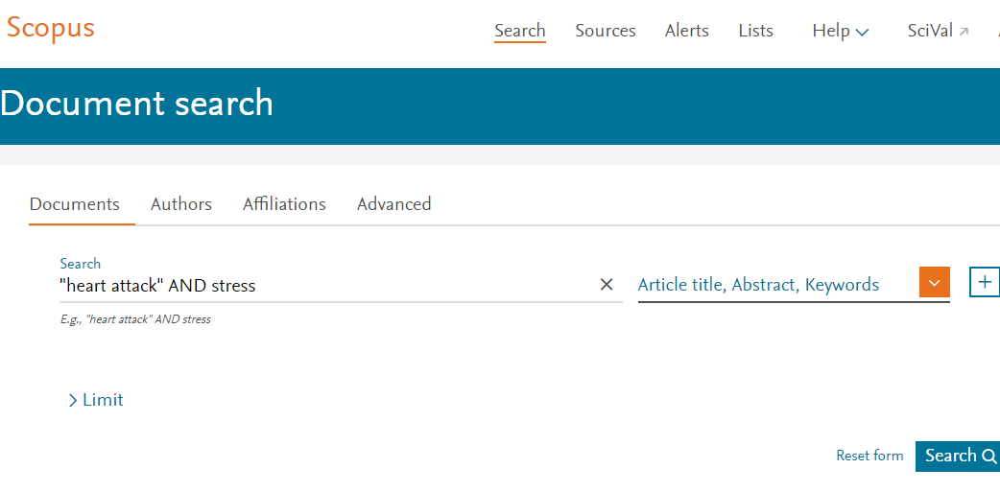 Scopus
Search Sources Alerts Lists Help SciVal
Document search
Documents Authors Affiliations Advanced
Search
"heart attack" AND stress Article title, Abstract, Keywords
E.g., "heart attack" AND stress
Limit
Reset form Search